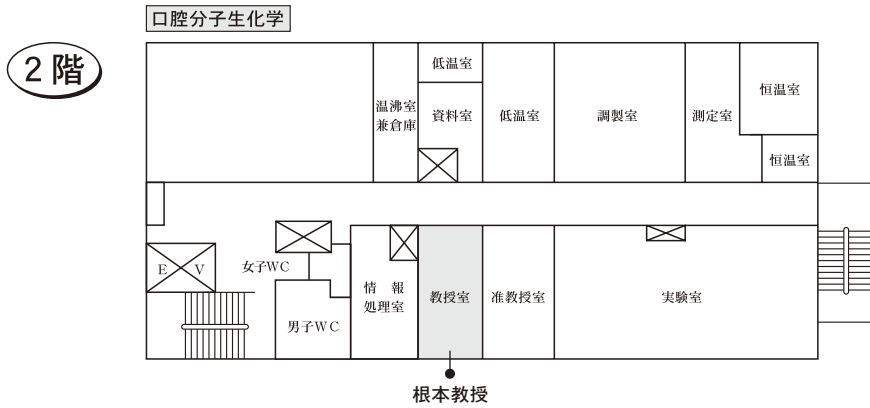 口腔分子生化学
2階
低温室
温沸室
兼倉庫
資料室
低温室
調製室
測定室
恒温室
恒温室
E V
女子WC
男子WC
情 報
処理室
教授室
准教授室
実験室
根本教授